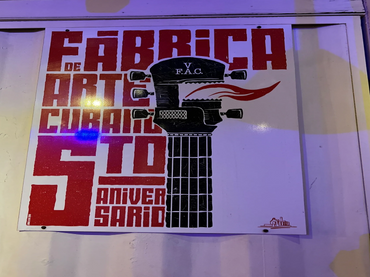 FÁBRICA
DE
ARTE
CUBANO
5TO
ANIVER
SARIO
V
F.A.C.